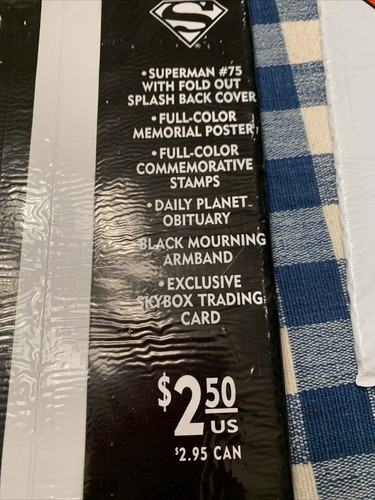 S
•SUPERMAN #75
WITH FOLD OUT
SPLASH BACK COVER
•FULL-COLOR
MEMORIAL POSTER
•FULL-COLOR
COMMEMORATIVE
STAMPS
•DAILY PLANET
OBITUARY
BLACK MOURNING
ARMBAND
•EXCLUSIVE
SKYBOX TRADING
CARD
$2.50
US
$2.95 CAN